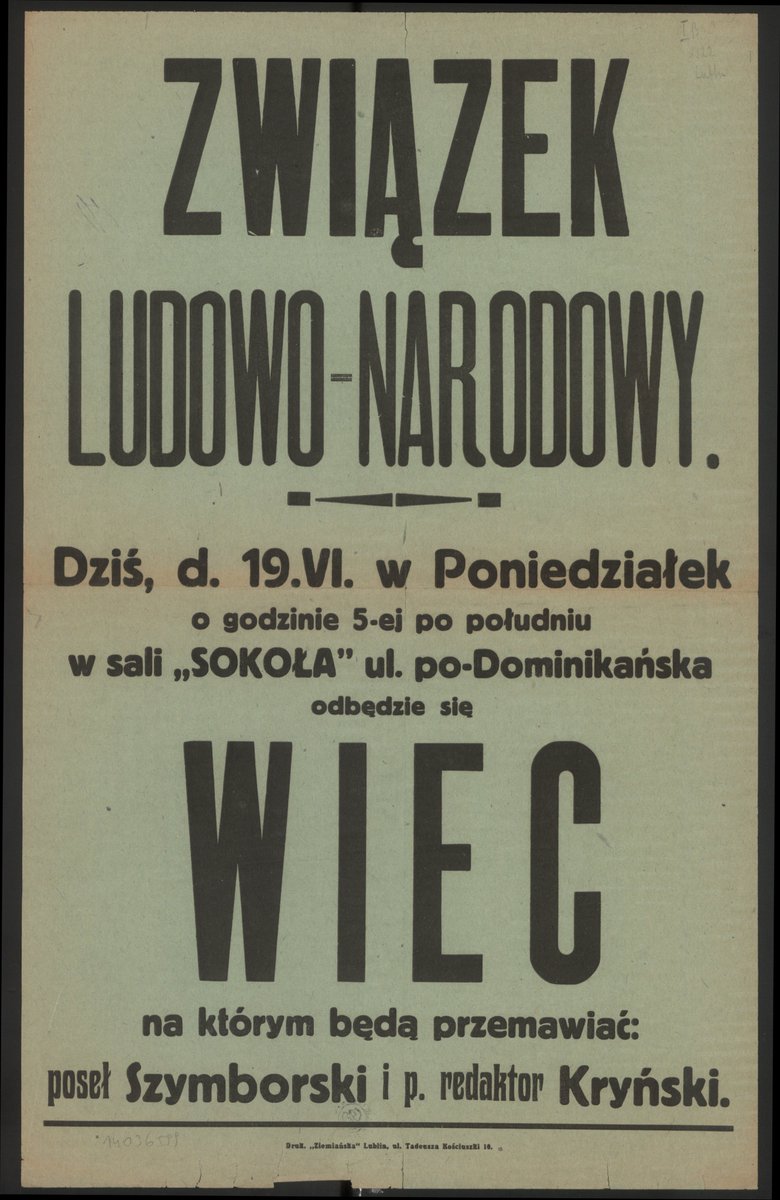 ZWIĄZEK
LUDOWO-NARODOWY.
Dziś, d. 19.VI. w Poniedziałek
o godzinie 5-ej po południu
w sali „SOKOŁA” ul. po-Dominikańska
odbędzie się
WIEC
na którym będą przemawiać:
poseł Szymborski i p. redaktor Kryński.
Druk. „Ziemiańska” Lublin, ul. Tadeusza Kościuszki 10.